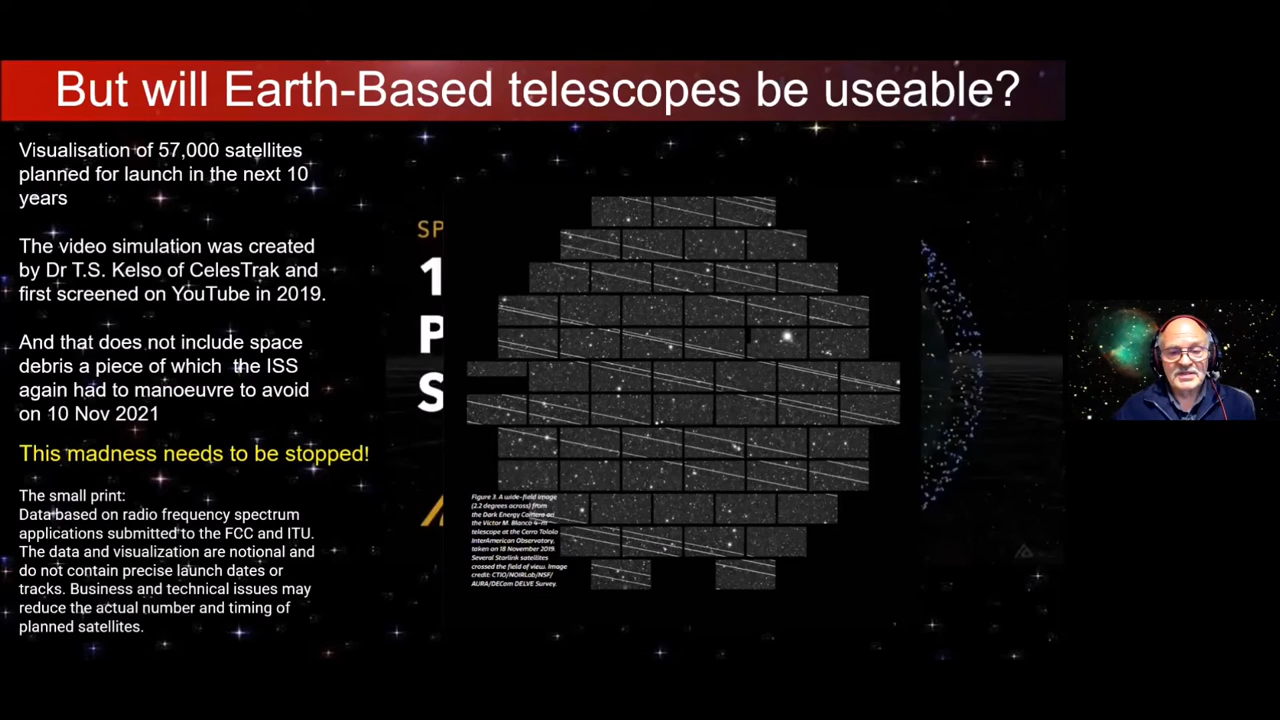 But will Earth-Based telescopes be useable?
Visualisation of 57,000 satellites
planned for launch in the next 10
years
The video simulation was created
by Dr T.S. Kelso of CelesTrak and
first screened on YouTube in 2019.
And that does not include space
debris a piece of which the ISS
again had to manoeuvre to avoid
on 10 Nov 2021
This madness needs to be stopped!
The small print:
Data based on radio frequency spectrum
applications submitted to the FCC and ITU.
The data and visualization are notional and
do not contain precise launch dates or
tracks. Business and technical issues may
reduce the actual number and timing of
planned satellites.
SP
1
P
S
Figure 3. A wide-field image
(2.2 degrees across) from
the Dark Energy Camera on
the Víctor M. Blanco 4-m
telescope at the Cerro Tololo
InterAmerican Observatory,
taken on 18 November 2019.
Several Starlink satellites
crossed the field of view. Image
credit: CTIO/NOIRLab/NSF/
AURA/DECam DELVE Survey.